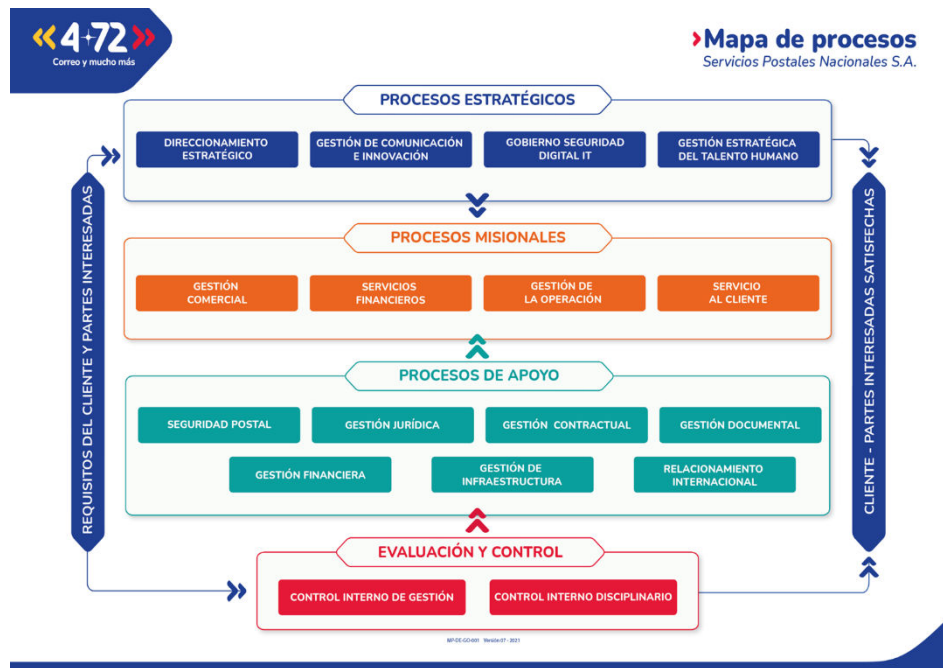 4+72
Correo y mucho más
Mapa de procesos
Servicios Postales Nacionales S.A.
REQUISITOS DEL CLIENTE Y PARTES INTERESADAS
PROCESOS ESTRATÉGICOS
DIRECCIONAMIENTO
ESTRATÉGICO
GESTIÓN DE COMUNICACIÓN
E INNOVACIÓN
GOBIERNO SEGURIDAD
DIGITAL IT
GESTIÓN ESTRATÉGICA
DEL TALENTO HUMANO
PROCESOS MISIONALES
GESTIÓN
COMERCIAL
SERVICIOS
FINANCIEROS
GESTIÓN DE
LA OPERACIÓN
SERVICIO
AL CLIENTE
PROCESOS DE APOYO
SEGURIDAD POSTAL
GESTIÓN JURÍDICA
GESTIÓN CONTRACTUAL
GESTIÓN DOCUMENTAL
GESTIÓN FINANCIERA
GESTIÓN DE
INFRAESTRUCTURA
RELACIONAMIENTO
INTERNACIONAL
EVALUACIÓN Y CONTROL
CONTROL INTERNO DE GESTIÓN
CONTROL INTERNO DISCIPLINARIO
CLIENTE - PARTES INTERESADAS SATISFECHAS
Versión 07 - 2021